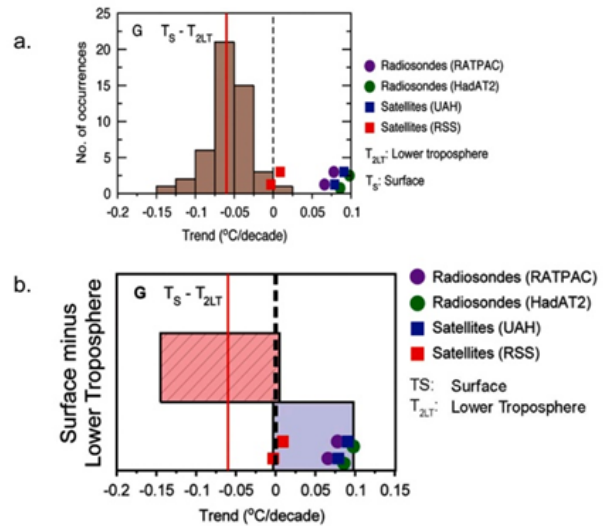 a.
G TS - T2LT
25
20
15
10
5
0
No. of occurrences
-0.2 -0.15 -0.1 -0.05 0 0.05 0.1
Trend (°C/decade)
Radiosondes (RATPAC)
Radiosondes (HadAT2)
Satellites (UAH)
Satellites (RSS)
T2LT: Lower troposphere
TS: Surface
b.
G TS - T2LT
Surface minus
Lower Troposphere
-0.2 -0.15 -0.1 -0.05 0 0.05 0.1 0.15
Trend (°C/decade)
Radiosondes (RATPAC)
Radiosondes (HadAT2)
Satellites (UAH)
Satellites (RSS)
TS: Surface
T2LT: Lower Troposphere